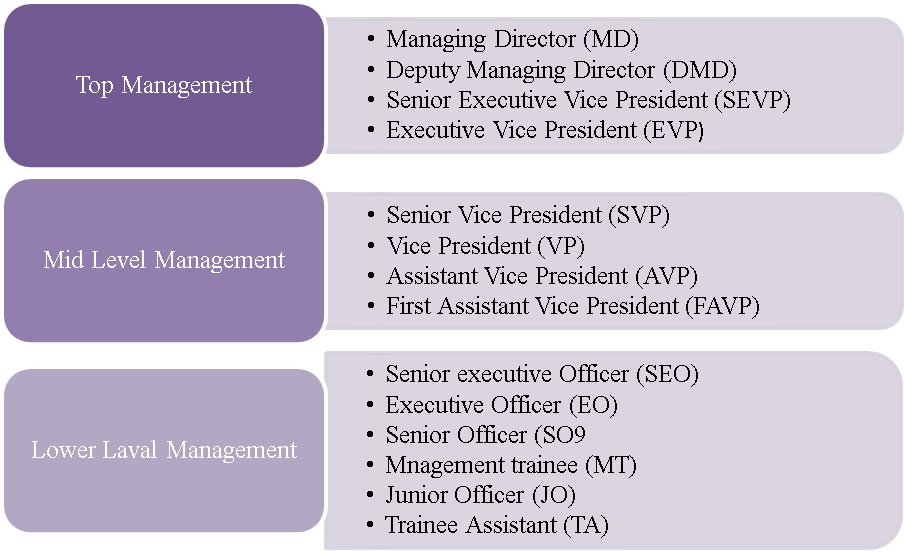 Top Management
• Managing Director (MD)
• Deputy Managing Director (DMD)
• Senior Executive Vice President (SEVP)
• Executive Vice President (EVP)
Mid Level Management
• Senior Vice President (SVP)
• Vice President (VP)
• Assistant Vice President (AVP)
• First Assistant Vice President (FAVP)
Lower Laval Management
• Senior executive Officer (SEO)
• Executive Officer (EO)
• Senior Officer (SO9
• Mnagement trainee (MT)
• Junior Officer (JO)
• Trainee Assistant (TA)